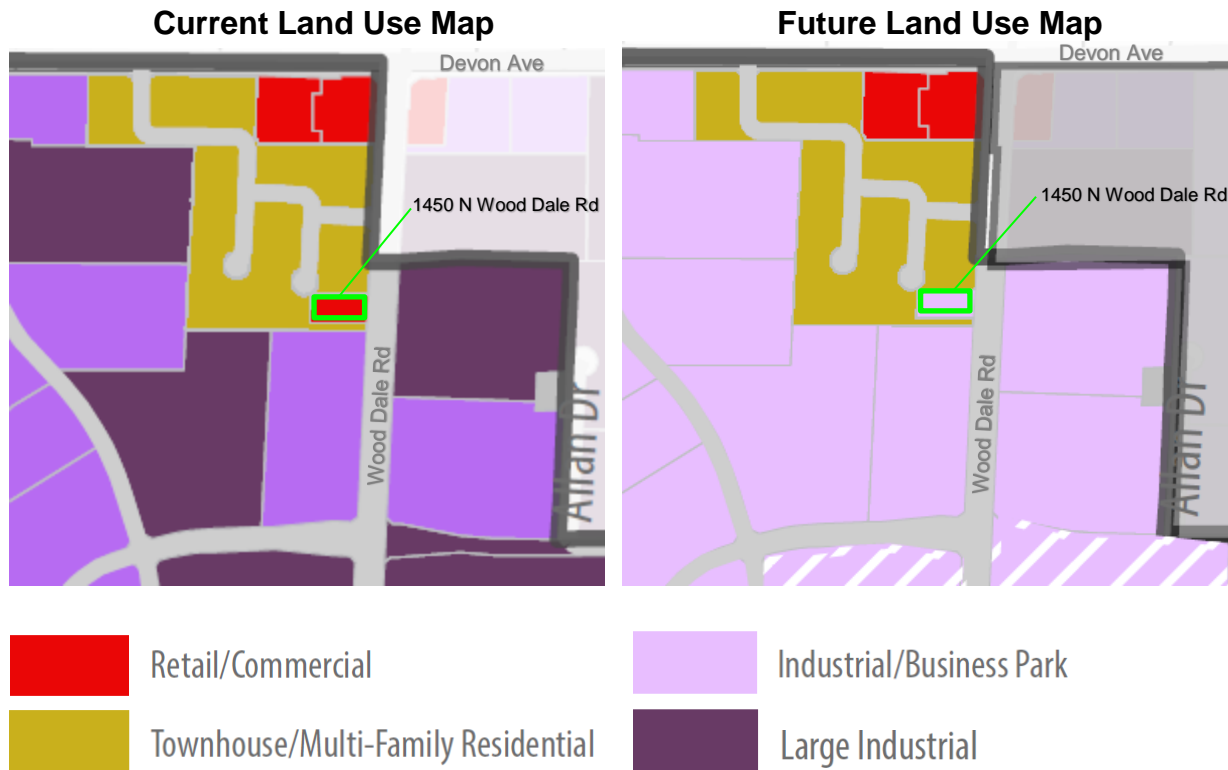 Current Land Use Map
Future Land Use Map
Devon Ave
Devon Ave
1450 N Wood Dale Rd
1450 N Wood Dale Rd
Wood Dale Rd
Allan Dr
Wood Dale Rd
Allan Dr
Retail/Commercial
Industrial/Business Park
Townhouse/Multi-Family Residential
Large Industrial